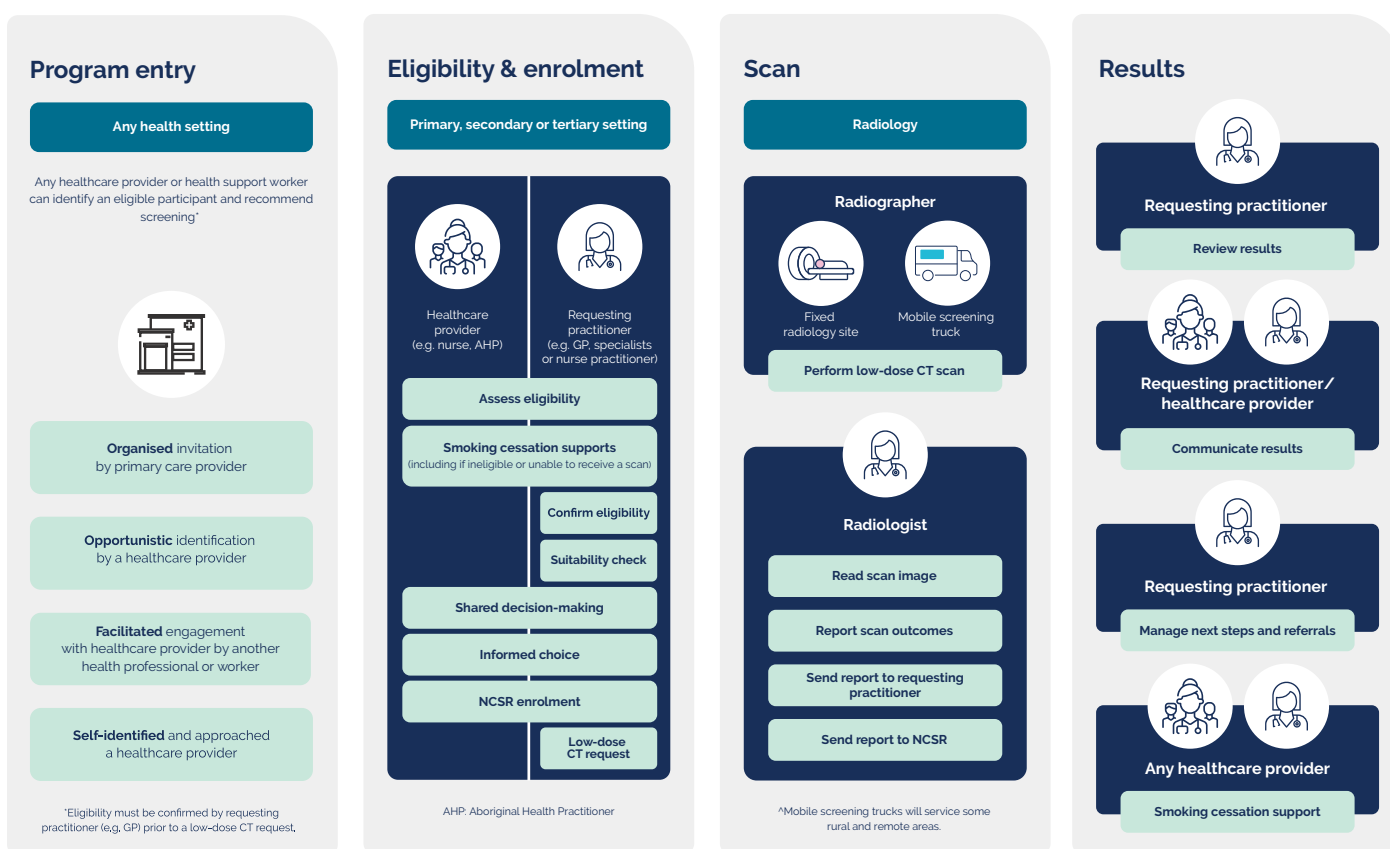 Program entry
Any health setting
Any healthcare provider or health support worker
can identify an eligible participant and recommend
screening*
Organised invitation
by primary care provider
Opportunistic identification
by a healthcare provider
Facilitated engagement
with healthcare provider by another
health professional or worker
Self-identified and approached
a healthcare provider
*Eligibility must be confirmed by requesting
practitioner (e.g, GP) prior to a low-dose CT request.
Eligibility & enrolment
Primary, secondary or tertiary setting
Healthcare
provider
(e.g. nurse, AHP)
Requesting
practitioner
(e.g. GP, specialists
or nurse practitioner)
Assess eligibility
Smoking cessation supports
(including if ineligible or unable to receive a scan)
Confirm eligibility
Suitability check
Shared decision-making
Informed choice
NCSR enrolment
Low-dose
CT request
AHP: Aboriginal Health Practitioner
Scan
Radiology
Radiographer
Fixed
radiology site
Mobile screening
truck
Perform low-dose CT scan
Radiologist
Read scan image
Report scan outcomes
Send report to requesting
practitioner
Send report to NCSR
^Mobile screening trucks will service some
rural and remote areas.
Results
Requesting practitioner
Review results
Requesting practitioner/
healthcare provider
Communicate results
Requesting practitioner
Manage next steps and referrals
Any healthcare provider
Smoking cessation support